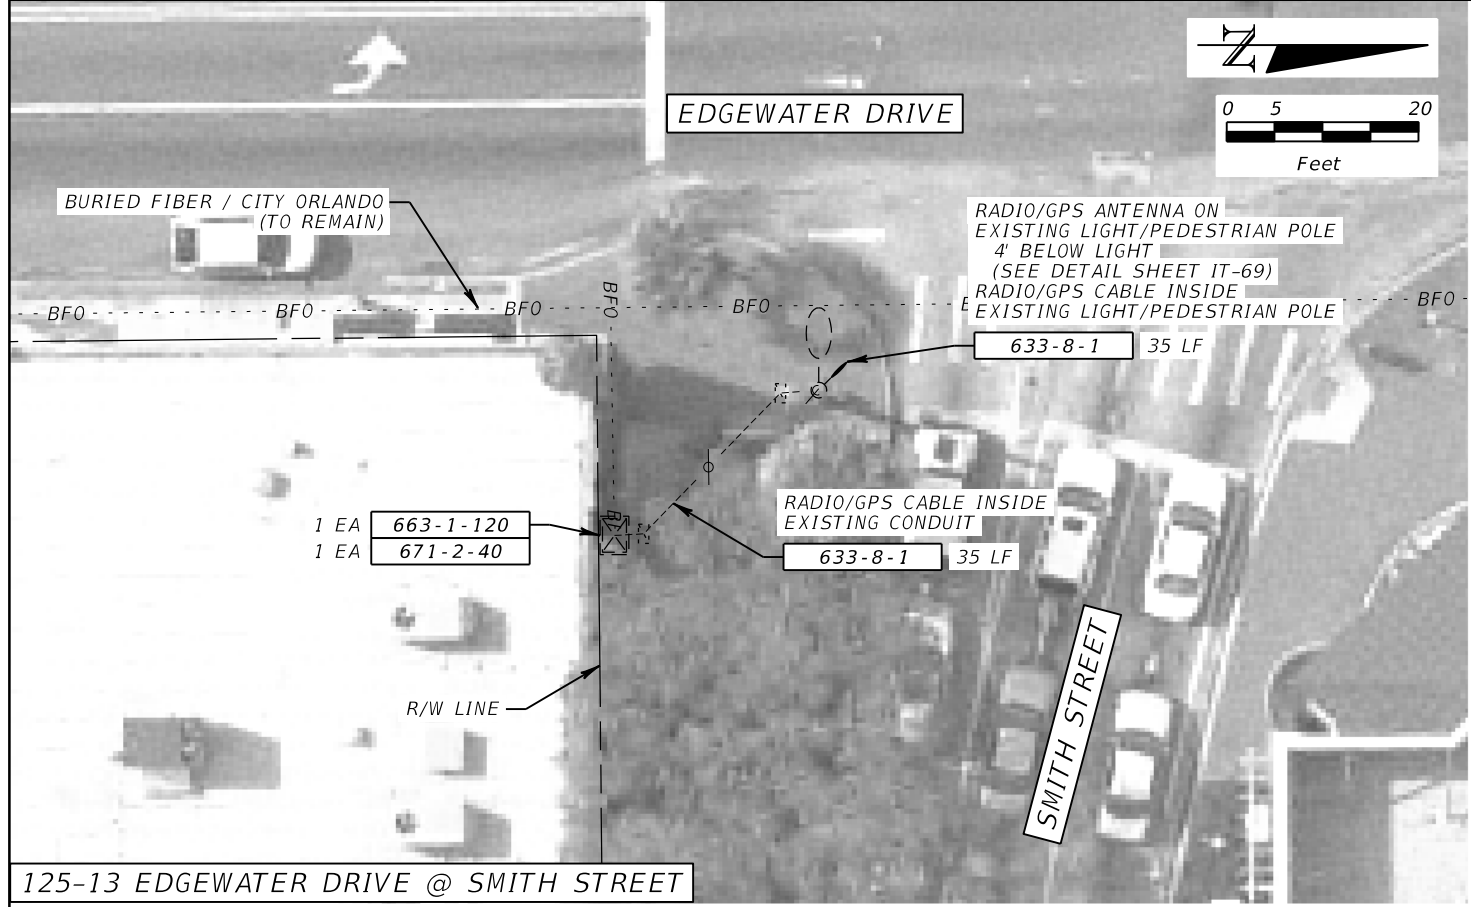 N
EDGEWATER DRIVE
0 5 20
Feet
BURIED FIBER / CITY ORLANDO
(TO REMAIN)
RADIO/GPS ANTENNA ON
EXISTING LIGHT/PEDESTRIAN POLE
4' BELOW LIGHT
(SEE DETAIL SHEET IT-69)
RADIO/GPS CABLE INSIDE
EXISTING LIGHT/PEDESTRIAN POLE
633-8-1 35 LF
BFO BFO BFO BFO BFO
BFO
RADIO/GPS CABLE INSIDE
EXISTING CONDUIT
633-8-1 35 LF
1 EA 663-1-120
1 EA 671-2-40
R/W LINE
SMITH STREET
125-13 EDGEWATER DRIVE @ SMITH STREET